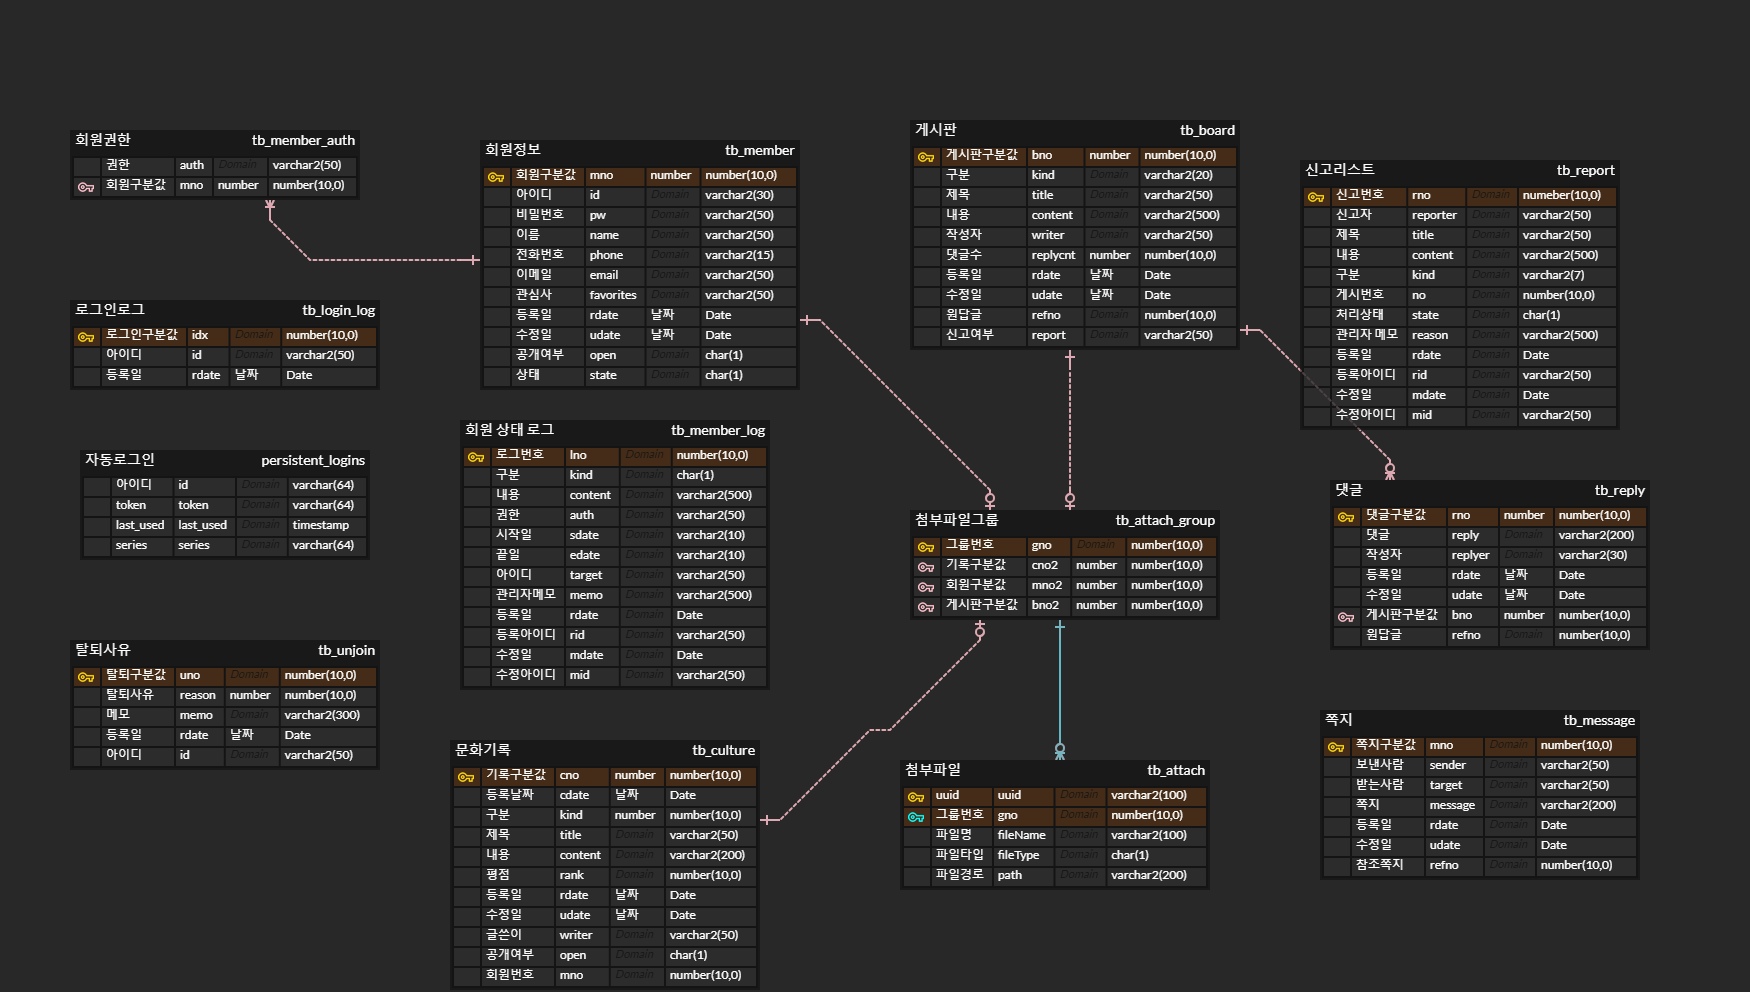 회원권한 tb_member_auth
권한 auth Domain varchar2(50)
회원구분값 mno number number(10,0)
로그인로그 tb_login_log
로그인구분값 idx Domain number(10,0)
아이디 id Domain varchar2(50)
등록일 rdate 날짜 Date
자동로그인 persistent_logins
아이디 id Domain varchar(64)
token token Domain varchar(64)
last_used last_used Domain timestamp
series series Domain varchar(64)
탈퇴사유 tb_unjoin
탈퇴구분값 uno Domain number(10,0)
탈퇴사유 reason number number(10,0)
메모 memo Domain varchar2(300)
등록일 rdate 날짜 Date
아이디 id Domain varchar2(50)
회원정보 tb_member
회원구분값 mno number number(10,0)
아이디 id Domain varchar2(30)
비밀번호 pw Domain varchar2(50)
이름 name Domain varchar2(50)
전화번호 phone Domain varchar2(15)
이메일 email Domain varchar2(50)
관심사 favorites Domain varchar2(50)
등록일 rdate 날짜 Date
수정일 udate 날짜 Date
공개여부 open Domain char(1)
상태 state Domain char(1)
회원 상태 로그 tb_member_log
로그번호 lno Domain number(10,0)
구분 kind Domain char(1)
내용 content Domain varchar2(500)
권한 auth Domain varchar2(50)
시작일 sdate Domain varchar2(10)
끝일 edate Domain varchar2(10)
아이디 target Domain varchar2(50)
관리자메모 memo Domain varchar2(500)
등록일 rdate Domain Date
등록아이디 rid Domain varchar2(50)
수정일 mdate Domain Date
수정아이디 mid Domain varchar2(50)
문화기록 tb_culture
기록구분값 cno number number(10,0)
등록날짜 cdate 날짜 Date
구분 kind number number(10,0)
제목 title Domain varchar2(50)
내용 content Domain varchar2(200)
평점 rank Domain number(10,0)
등록일 rdate 날짜 Date
수정일 udate 날짜 Date
글쓴이 writer Domain varchar2(50)
공개여부 open Domain char(1)
회원번호 mno Domain number(10,0)
게시판 tb_board
게시판구분값 bno number number(10,0)
구분 kind Domain varchar2(20)
제목 title Domain varchar2(50)
내용 content Domain varchar2(500)
작성자 writer Domain varchar2(50)
댓글수 replycnt number number(10,0)
등록일 rdate 날짜 Date
수정일 udate 날짜 Date
원답글 refno Domain number(10,0)
신고여부 report Domain varchar2(50)
첨부파일그룹 tb_attach_group
그룹번호 gno Domain number(10,0)
기록구분값 cno2 number number(10,0)
회원구분값 mno2 number number(10,0)
게시판구분값 bno2 number number(10,0)
첨부파일 tb_attach
uuid uuid Domain varchar2(100)
그룹번호 gno Domain number(10,0)
파일명 fileName Domain varchar2(100)
파일타입 fileType Domain char(1)
파일경로 path Domain varchar2(200)
신고리스트 tb_report
신고번호 rno Domain numeber(10,0)
신고자 reporter Domain varchar2(50)
제목 title Domain varchar2(50)
내용 content Domain varchar2(500)
구분 kind Domain varchar2(7)
게시번호 no Domain number(10,0)
처리상태 state Domain char(1)
관리자 메모 reason Domain varchar2(500)
등록일 rdate Domain Date
등록아이디 rid Domain varchar2(50)
수정일 mdate Domain Date
수정아이디 mid Domain varchar2(50)
댓글 tb_reply
댓글구분값 rno number number(10,0)
댓글 reply Domain varchar2(200)
작성자 replyer Domain varchar2(30)
등록일 rdate 날짜 Date
수정일 udate 날짜 Date
게시판구분값 bno number number(10,0)
원답글 refno Domain number(10,0)
쪽지 tb_message
쪽지구분값 mno Domain number(10,0)
보낸사람 sender Domain varchar2(50)
받는사람 target Domain varchar2(50)
쪽지 message Domain varchar2(200)
등록일 rdate Domain Date
수정일 udate Domain Date
참조쪽지 refno Domain number(10,0)